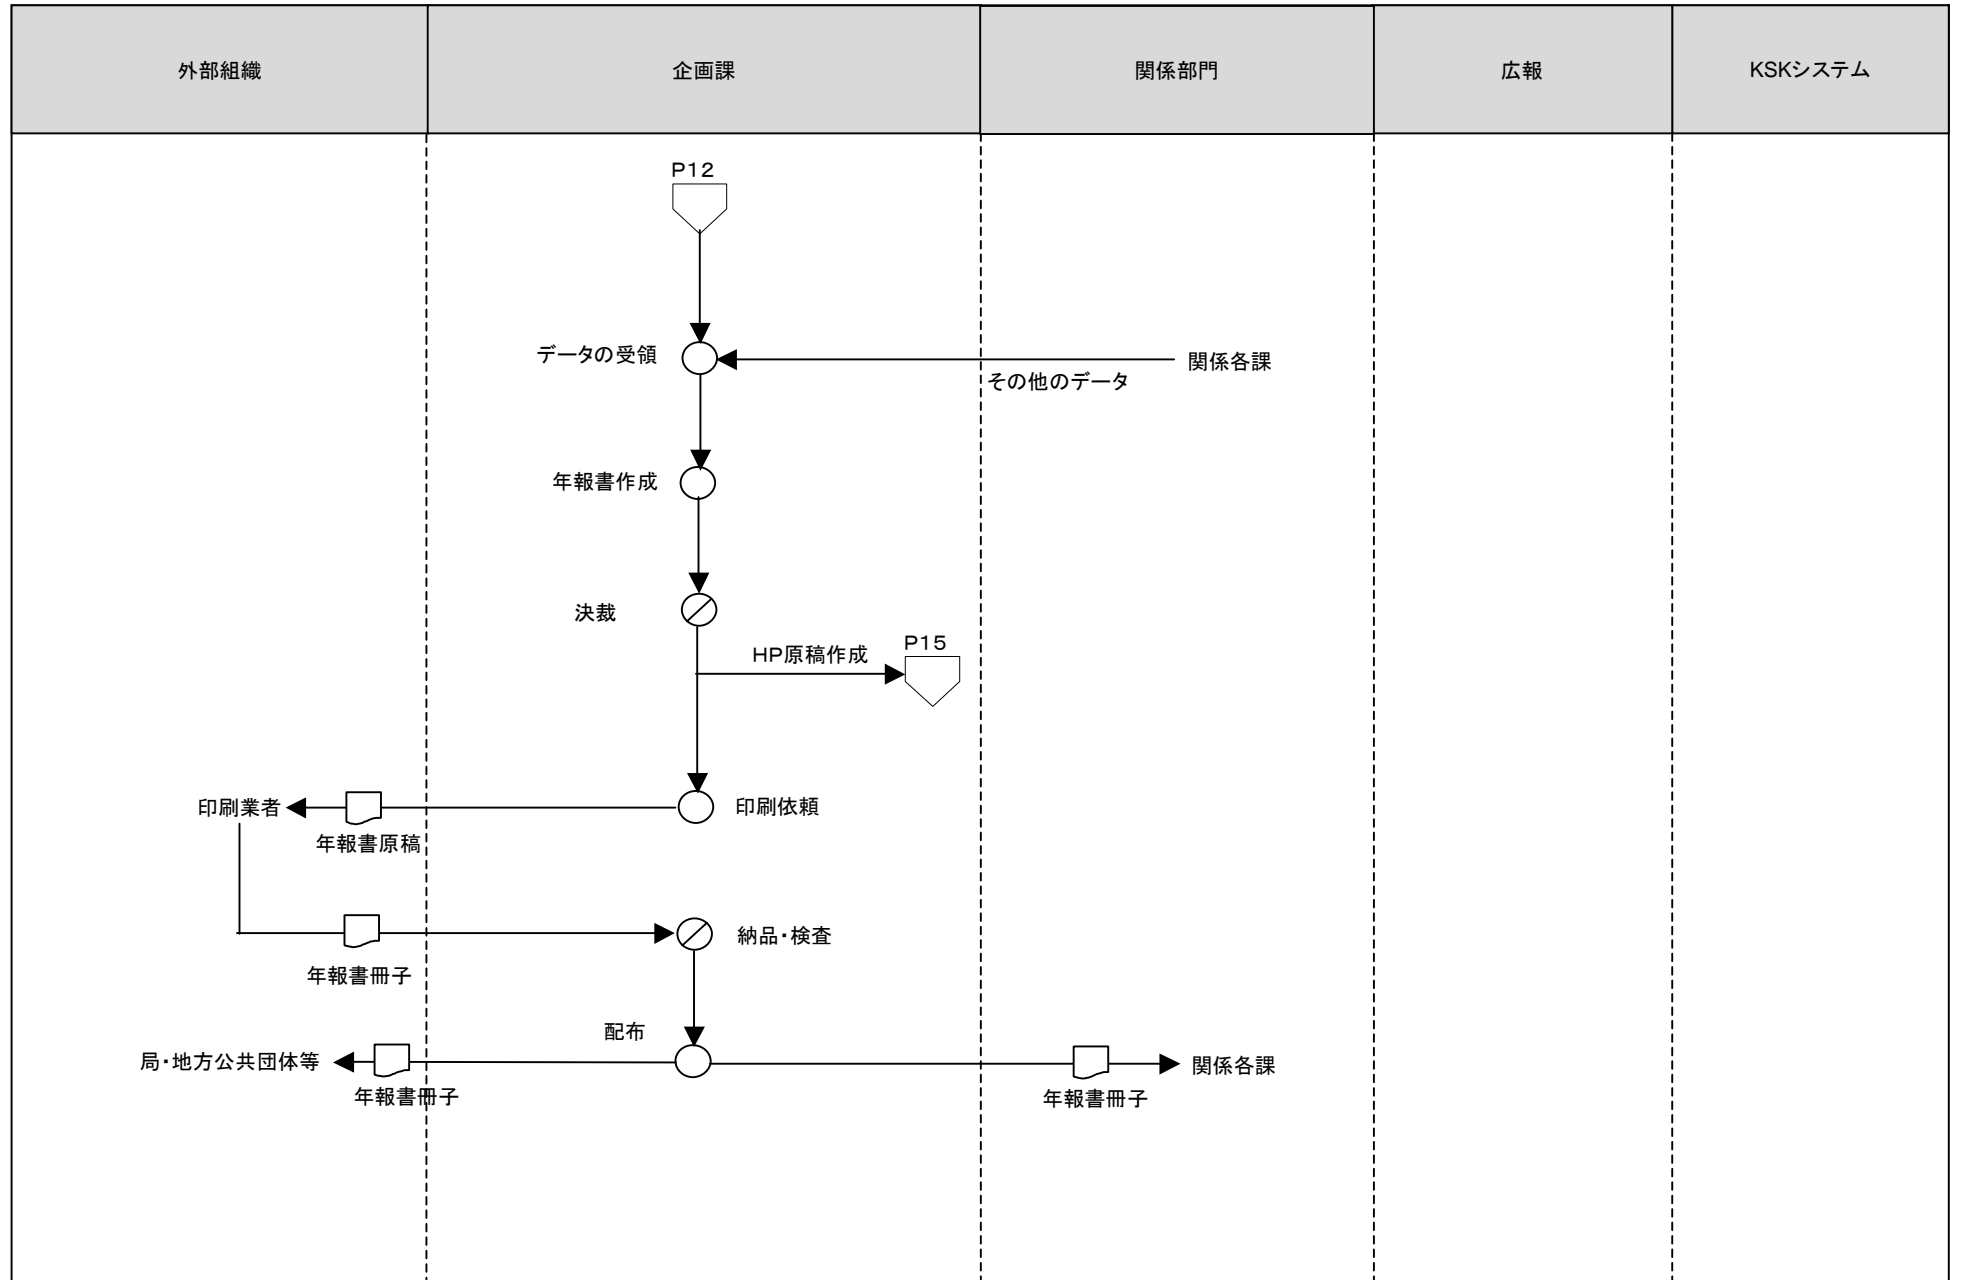 外部組織
企画課
関係部門
広報
KSKシステム
P12
データの受領
関係各課
その他のデータ
年報書作成
決裁
HP原稿作成
P15
印刷業者
年報書原稿
印刷依頼
年報書冊子
納品・検査
配布
局・地方公共団体等
年報書冊子
関係各課
年報書冊子